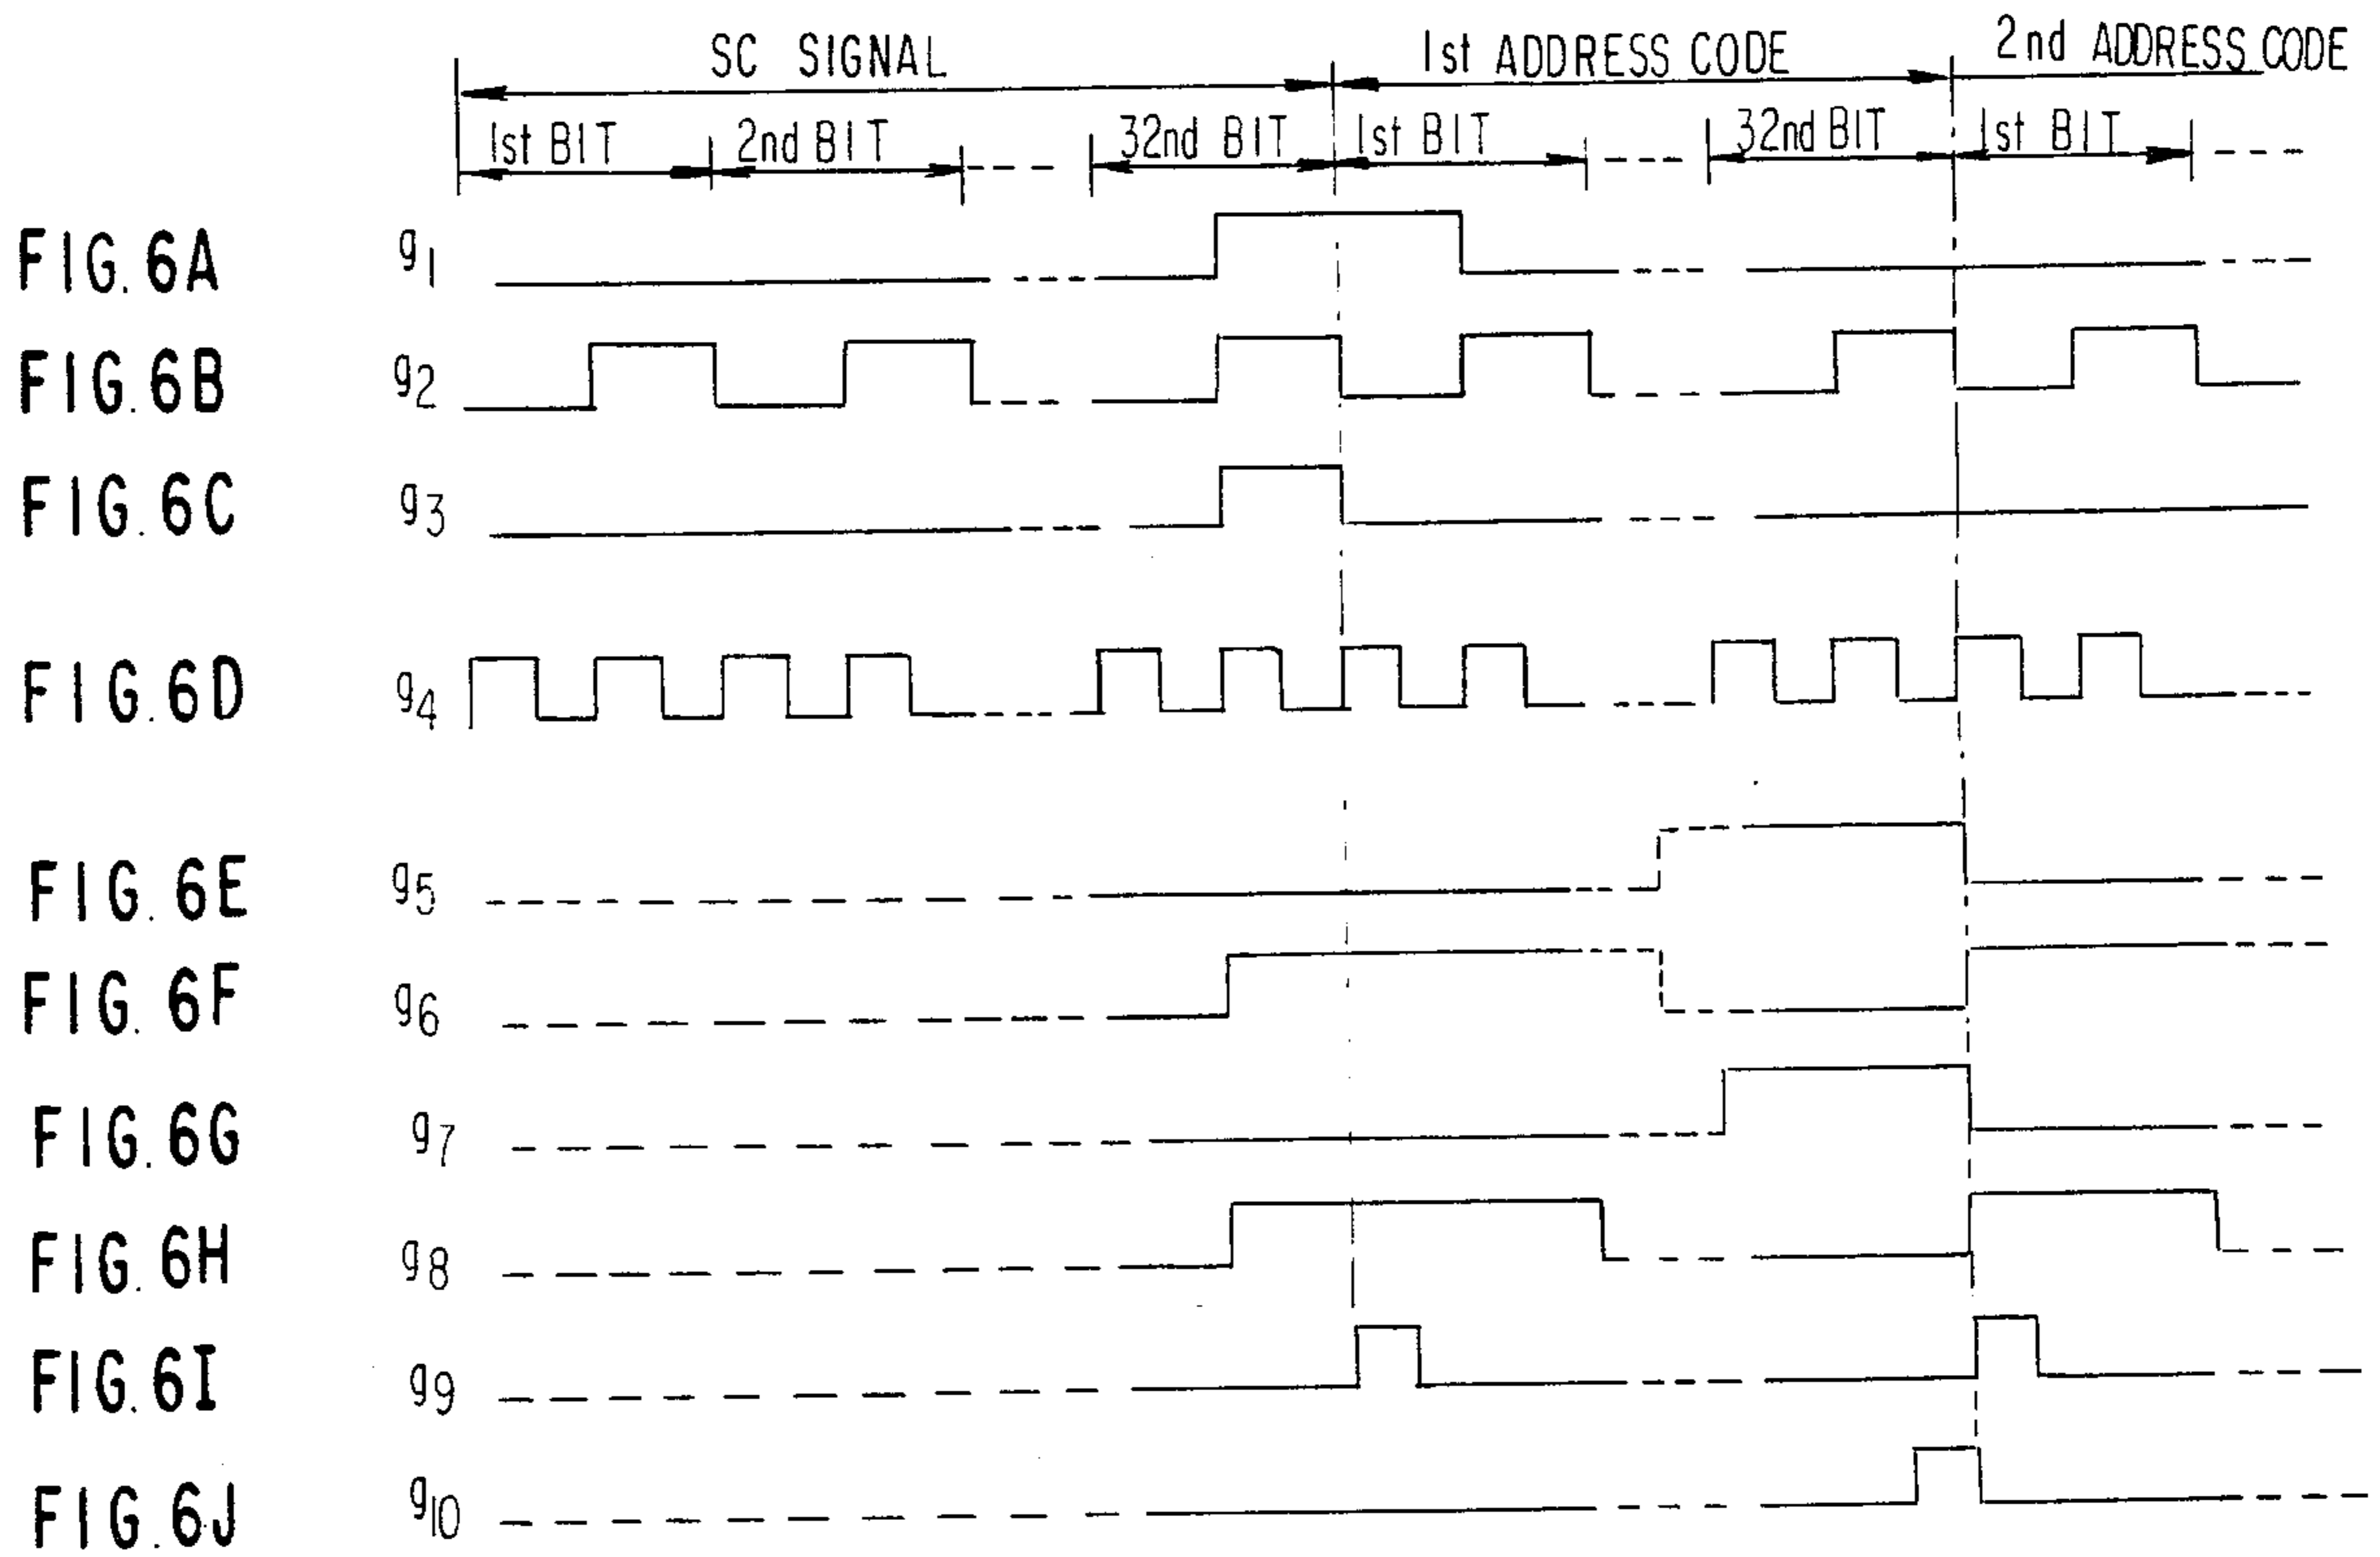 SC SIGNAL 1st ADDRESS CODE 2nd ADDRESS CODE
1st BIT 2nd BIT 32nd BIT 1st BIT 32nd BIT 1st BIT
FIG. 6A g1
FIG. 6B g2
FIG. 6C g3
FIG. 6D g4
FIG. 6E g5
FIG. 6F g6
FIG. 6G g7
FIG. 6H g8
FIG. 6I g9
FIG. 6J g10